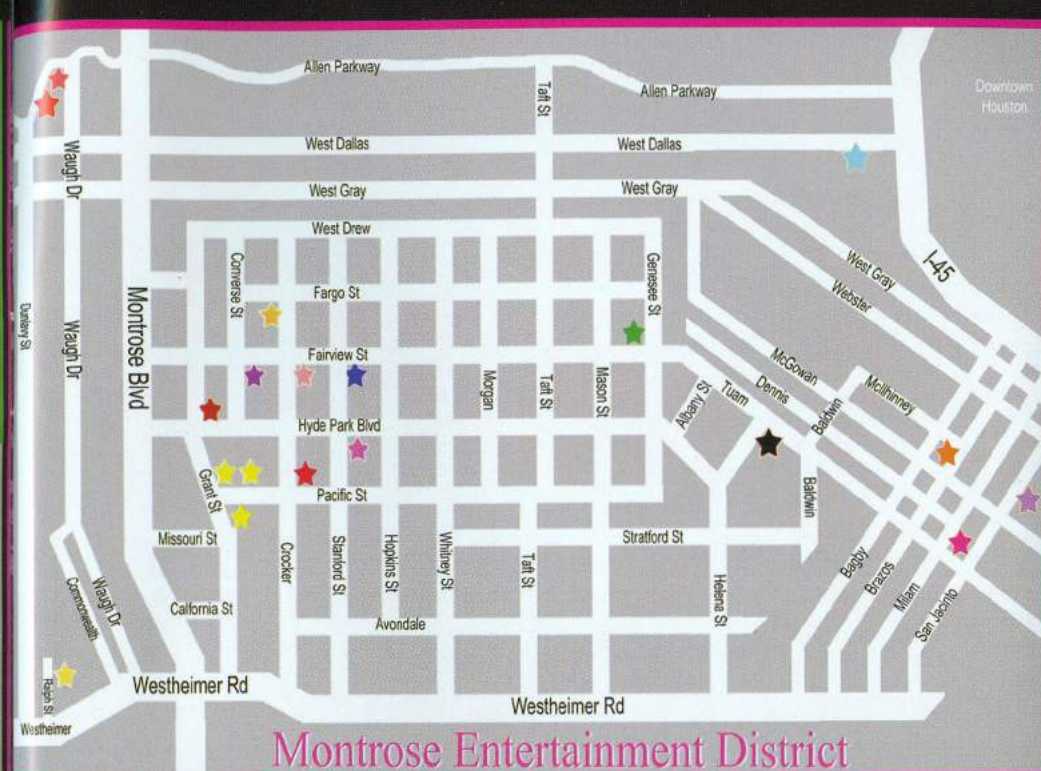 Allen Parkway
Allen Parkway
Downtown
Houston
Taft St
West Dallas
West Dallas
Waugh Dr
West Gray
West Gray
West Drew
Converse St
Genesee St
West Gray
I-45
Webster
Fargo St
Dunlavy St
Waugh Dr
Montrose Blvd
Fairview St
Morgan
Taft St
Mason St
McGowan
Dennis
McIlhinney
Albany St
Tuam
Baldwin
Hyde Park Blvd
Grant St
Pacific St
Baldwin
Missouri St
Stratford St
Crocker
Stanford St
Hopkins St
Whitney St
Taft St
Helena St
Bagby
Brazos
Milam
San Jacinto
Commonwealth
Waugh Dr
Calfornia St
Avondale
Ralph St
Westheimer Rd
Westheimer Rd
Westheimer
Montrose Entertainment District